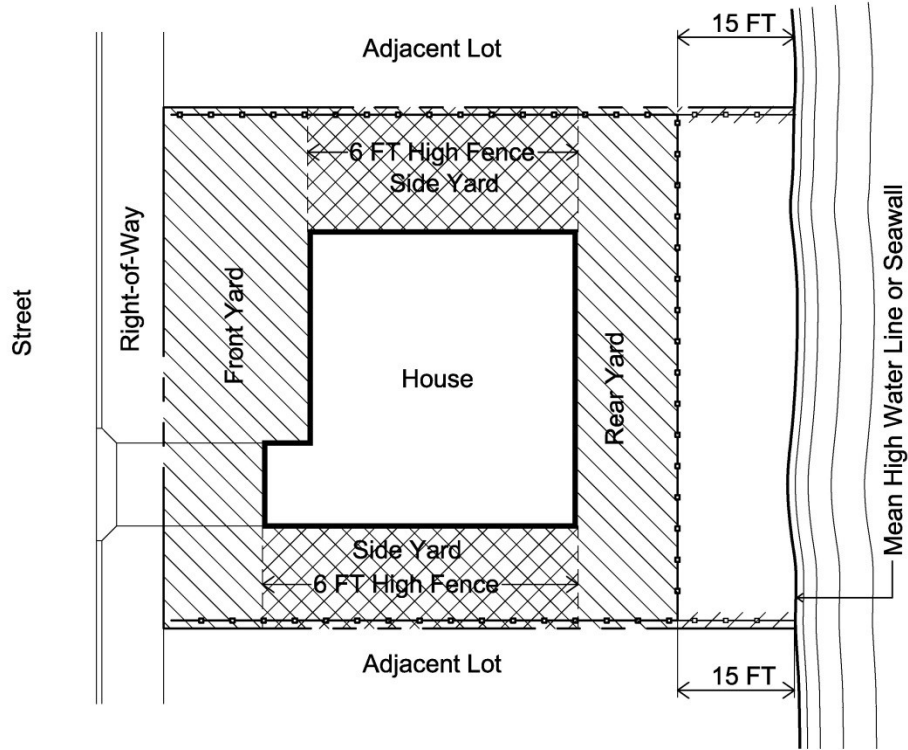 15 FT
Adjacent Lot
6 FT High Fence
Side Yard
Street
Right-of-Way
Front Yard
House
Rear Yard
Mean High Water Line or Seawall
Side Yard
6 FT High Fence
Adjacent Lot
15 FT